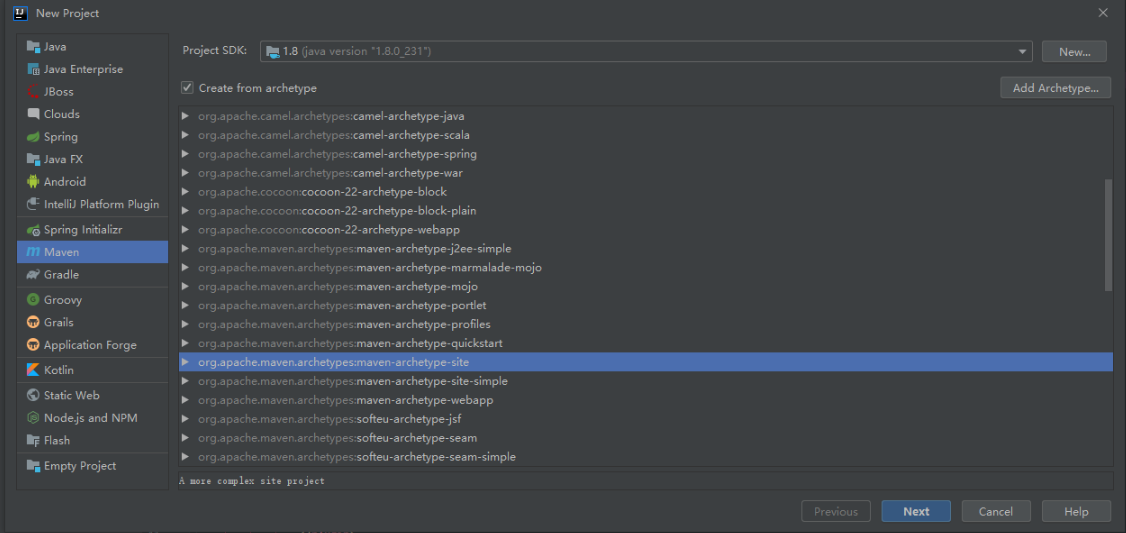 New Project
Java
Java Enterprise
JBoss
Clouds
Spring
Java FX
Android
IntelliJ Platform Plugin
Spring Initializr
Maven
Gradle
Groovy
Grails
Application Forge
Kotlin
Static Web
Node.js and NPM
Flash
Empty Project
Project SDK: 1.8 (java version "1.8.0_231") New...
Create from archetype Add Archetype...
org.apache.camel.archetypes:camel-archetype-java
org.apache.camel.archetypes:camel-archetype-scala
org.apache.camel.archetypes:camel-archetype-spring
org.apache.camel.archetypes:camel-archetype-war
org.apache.cocoon:cocoon-22-archetype-block
org.apache.cocoon:cocoon-22-archetype-block-plain
org.apache.cocoon:cocoon-22-archetype-webapp
org.apache.maven.archetypes:maven-archetype-j2ee-simple
org.apache.maven.archetypes:maven-archetype-marmalade-mojo
org.apache.maven.archetypes:maven-archetype-mojo
org.apache.maven.archetypes:maven-archetype-portlet
org.apache.maven.archetypes:maven-archetype-profiles
org.apache.maven.archetypes:maven-archetype-quickstart
org.apache.maven.archetypes:maven-archetype-site
org.apache.maven.archetypes:maven-archetype-site-simple
org.apache.maven.archetypes:maven-archetype-webapp
org.apache.maven.archetypes:softeu-archetype-jsf
org.apache.maven.archetypes:softeu-archetype-seam
org.apache.maven.archetypes:softeu-archetype-seam-simple
A more complex site project
Previous Next Cancel Help